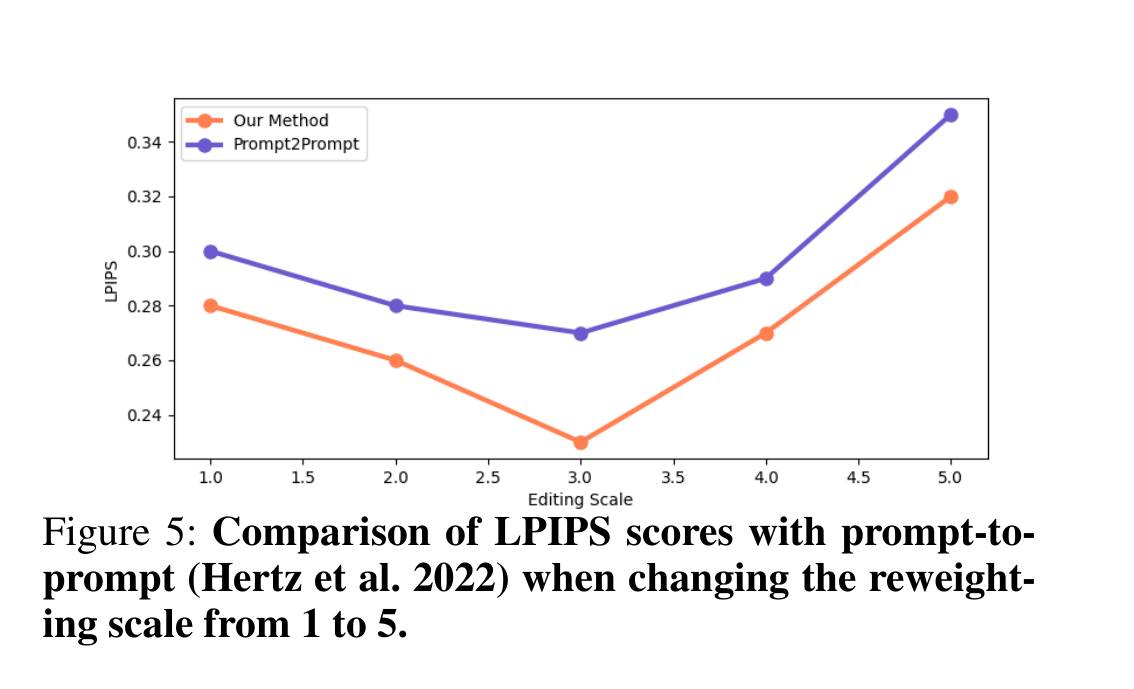 Our Method
Prompt2Prompt
0.34
0.32
0.30
0.28
0.26
0.24
LPIPS
1.0 1.5 2.0 2.5 3.0 3.5 4.0 4.5 5.0
Editing Scale
Figure 5: Comparison of LPIPS scores with prompt-to-
prompt (Hertz et al. 2022) when changing the reweight-
ing scale from 1 to 5.